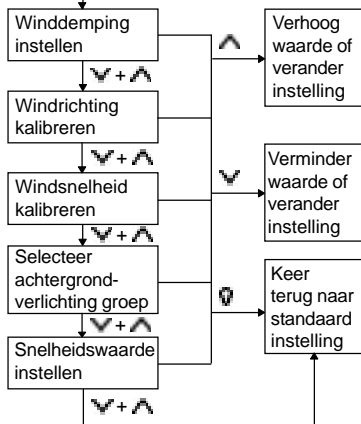 Winddemping
instellen
+
Windrichting
kalibreren
+
Windsnelheid
kalibreren
+
Selecteer
achtergrond-
verlichting groep
+
Snelheidswaarde
instellen
+
Verhoog
waarde of
verander
instelling
Verminder
waarde of
verander
instelling
Keer
terug naar
standaard
instelling